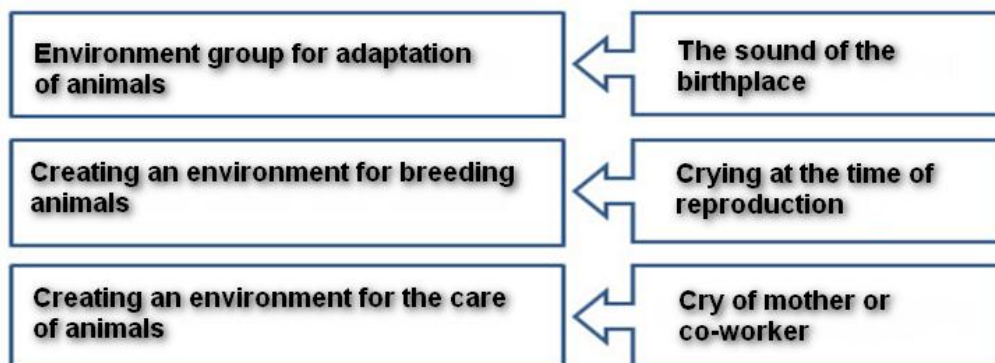 Environment group for adaptation
of animals
The sound of the
birthplace
Creating an environment for breeding
animals
Crying at the time of
reproduction
Creating an environment for the care
of animals
Cry of mother or
co-worker